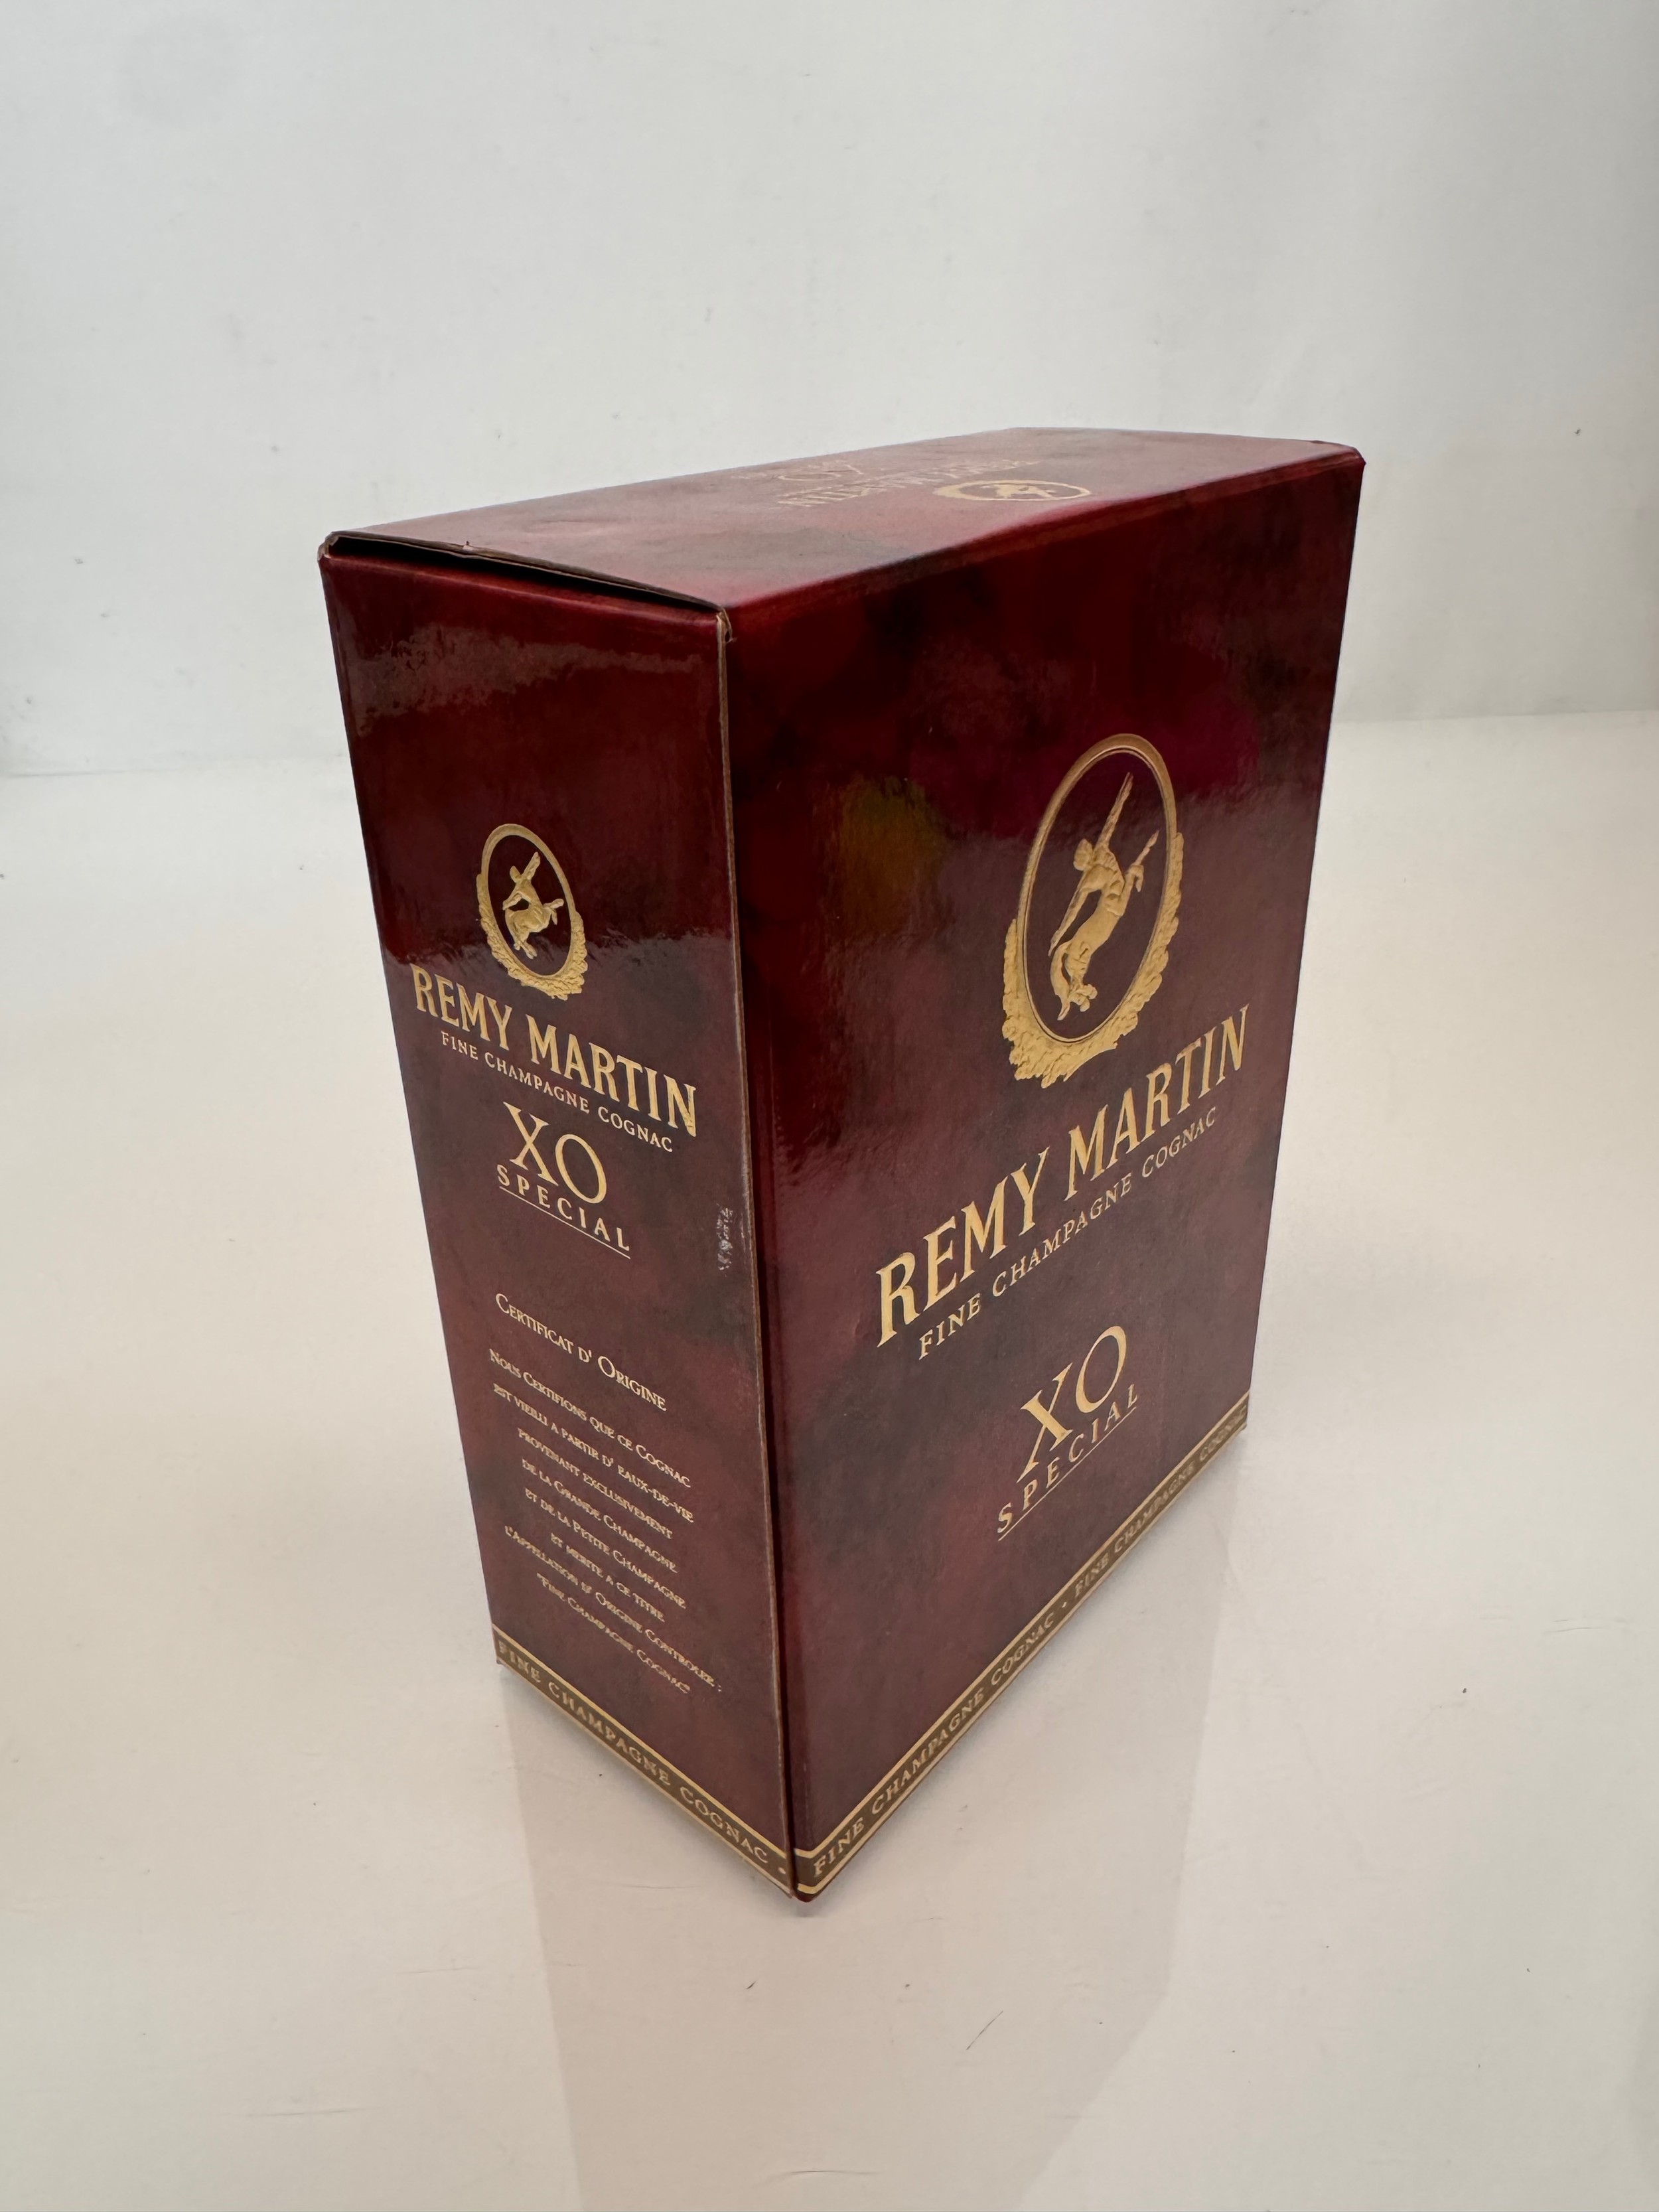 REMY MARTIN
XO
REMY MARTIN
FINE CHAMPAGNE COGNAC
XO
SPECIAL
CERTIFICAT D' ORIGINE
NOUS CERTIFIONS QUE CE COGNAC
EST VIEILLI A PARTIR D' EAUX-DE-VIE
PROVENANT EXCLUSIVEMENT
DE LA GRANDE CHAMPAGNE
ET DE LA PETITE CHAMPAGNE
ET MERITE A CE TITRE
L'APPELLATION D' ORIGINE CONTROLEE :
"FINE CHAMPAGNE COGNAC"
FINE CHAMPAGNE COGNAC •
REMY MARTIN
FINE CHAMPAGNE COGNAC
XO
SPECIAL
FINE CHAMPAGNE COGNAC • FINE CHAMPAGNE COGNAC